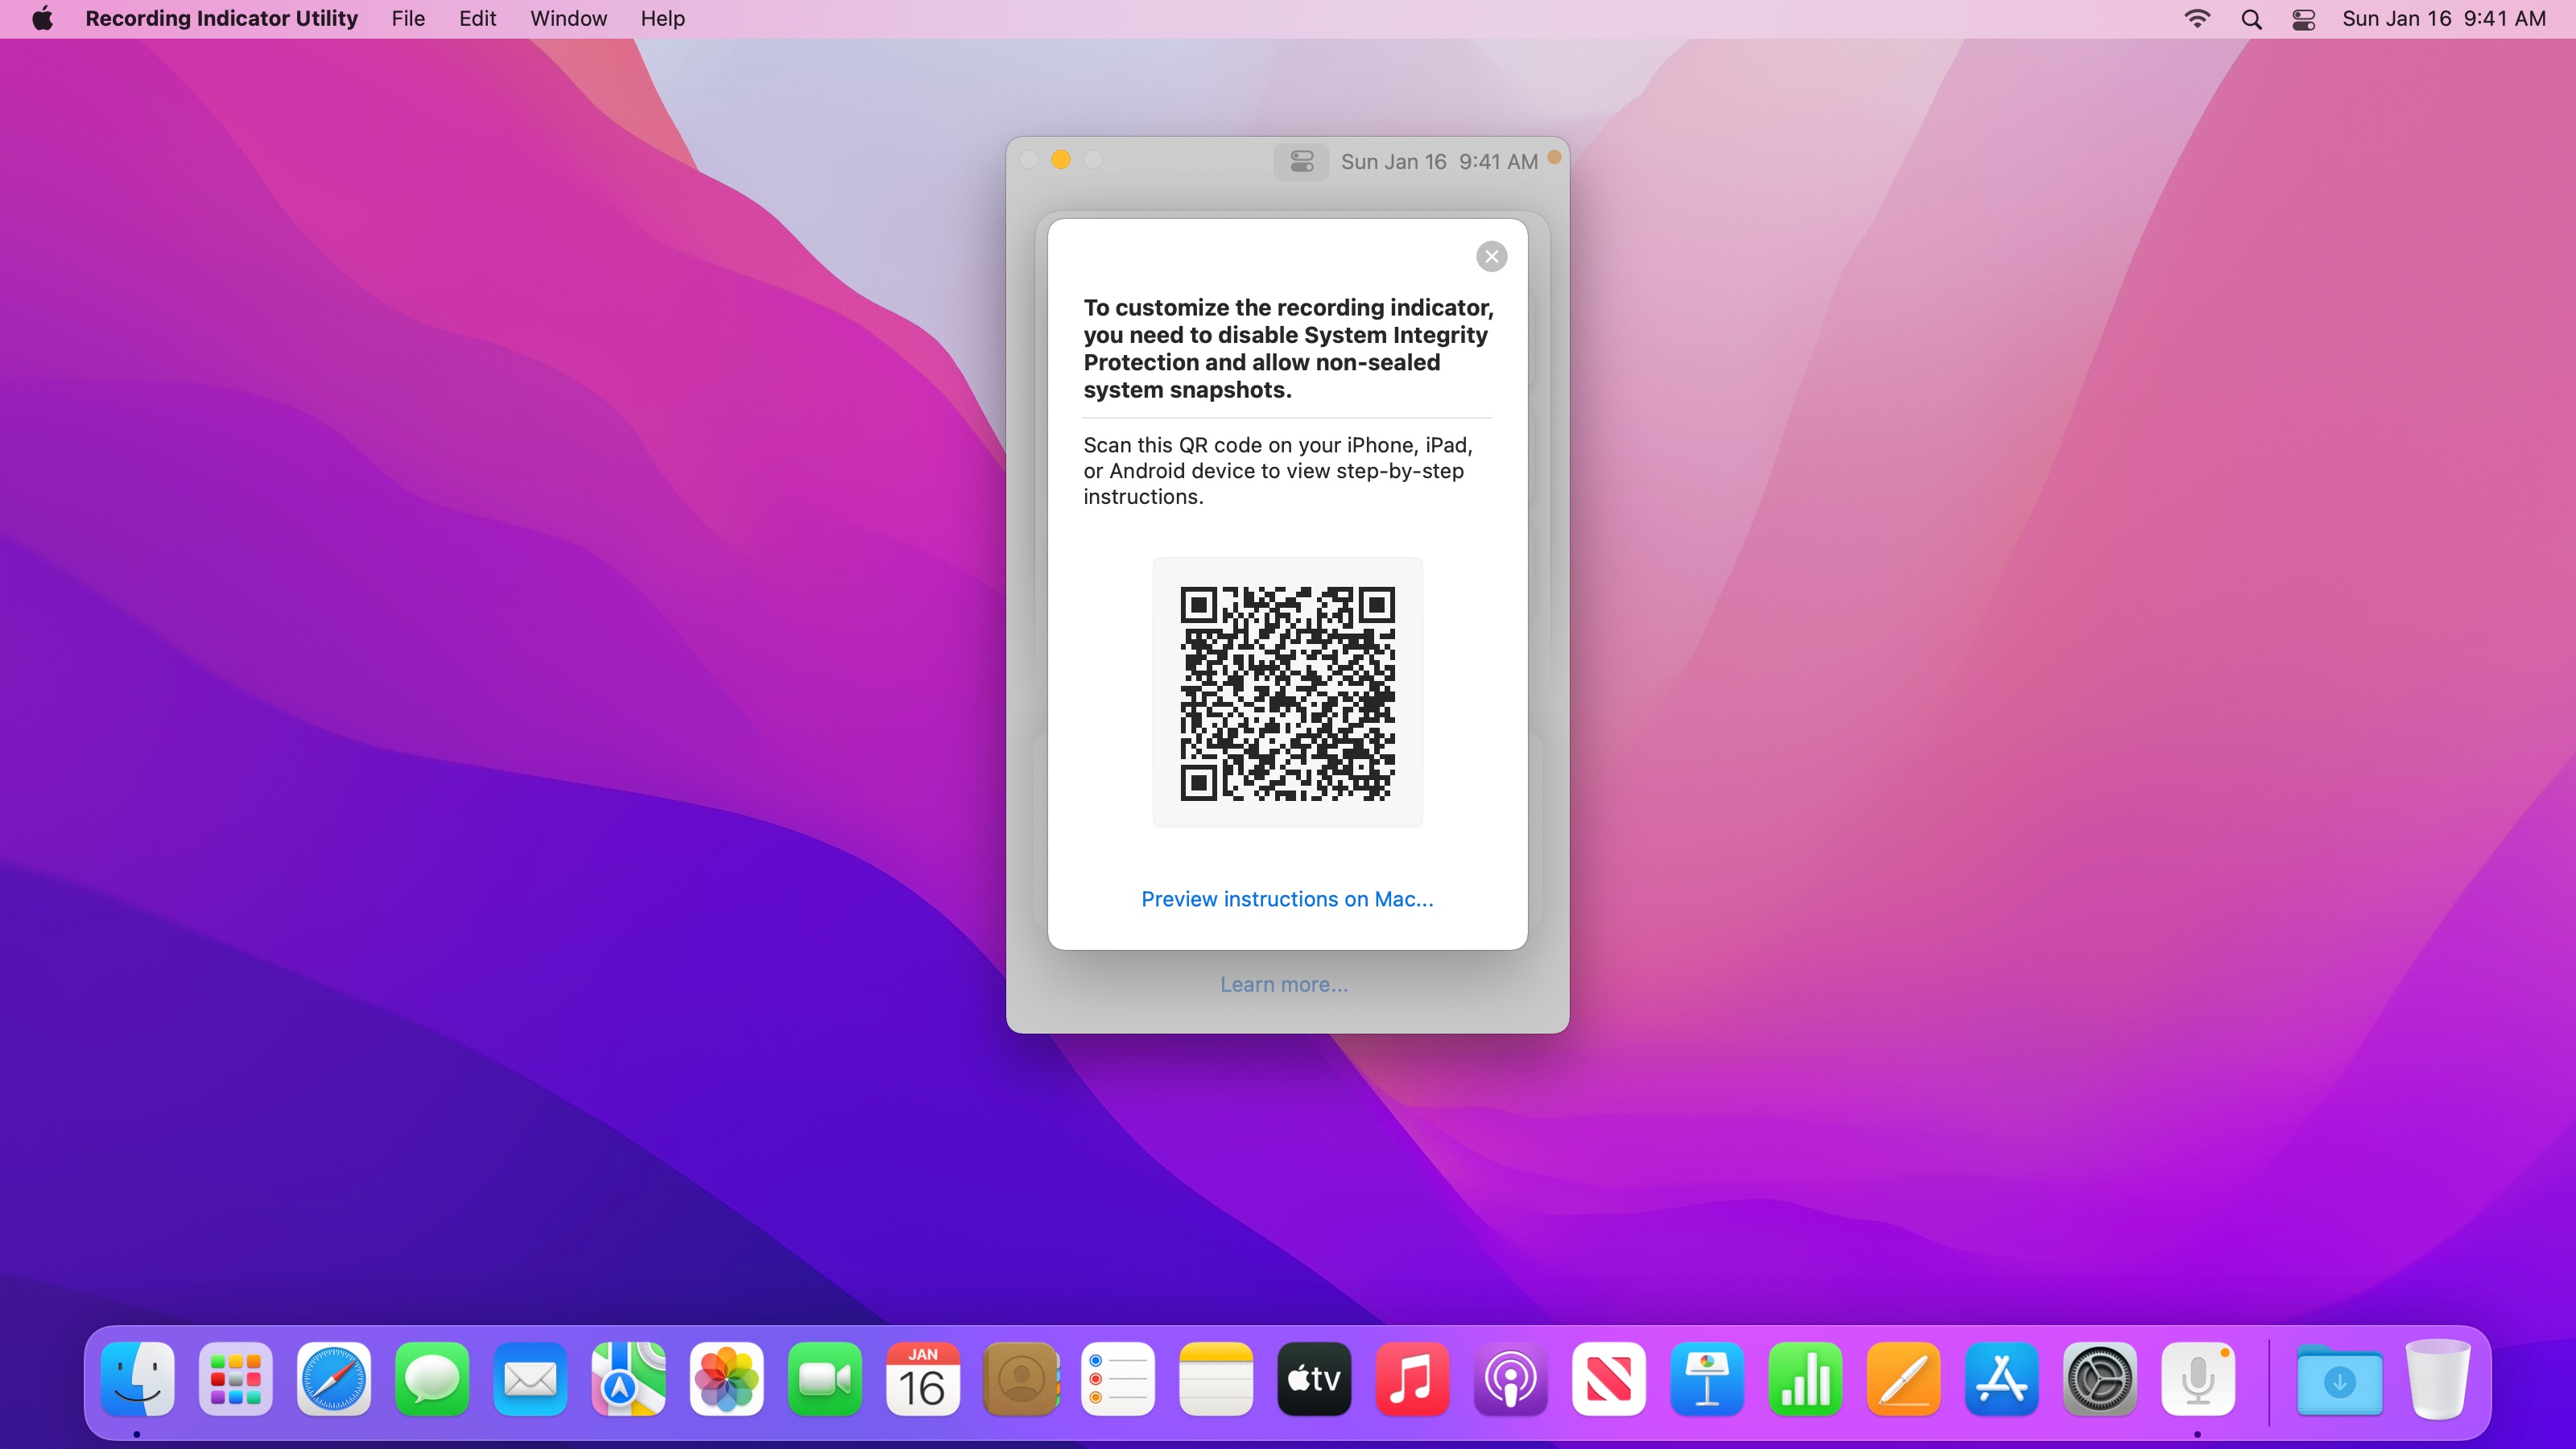 Recording Indicator Utility File Edit Window Help Sun Jan 16 9:41 AM
Sun Jan 16 9:41 AM
To customize the recording indicator,
you need to disable System Integrity
Protection and allow non-sealed
system snapshots.
Scan this QR code on your iPhone, iPad,
or Android device to view step-by-step
instructions.
Preview instructions on Mac...
Learn more...
JAN
16
tv